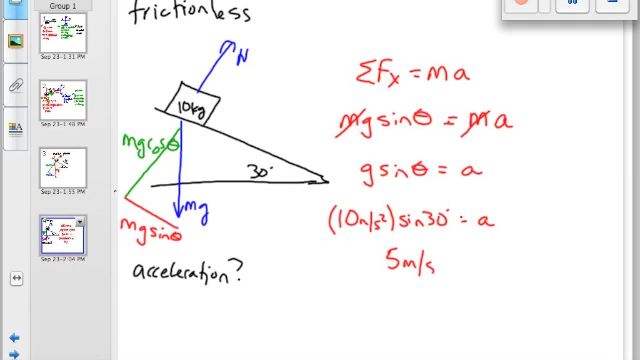 Group 1
Sep 23 -1:31 PM
Sep 23 -1:48 PM
3
Sep 23 -1:55 PM
Sep 23 -2:04 PM
frictionless
N
10kg
mgcosθ
30°
mg
mgsinθ
acceleration?
ΣFx = ma
mgsinθ = ma
gsinθ = a
(10m/s²)sin30° = a
5m/s